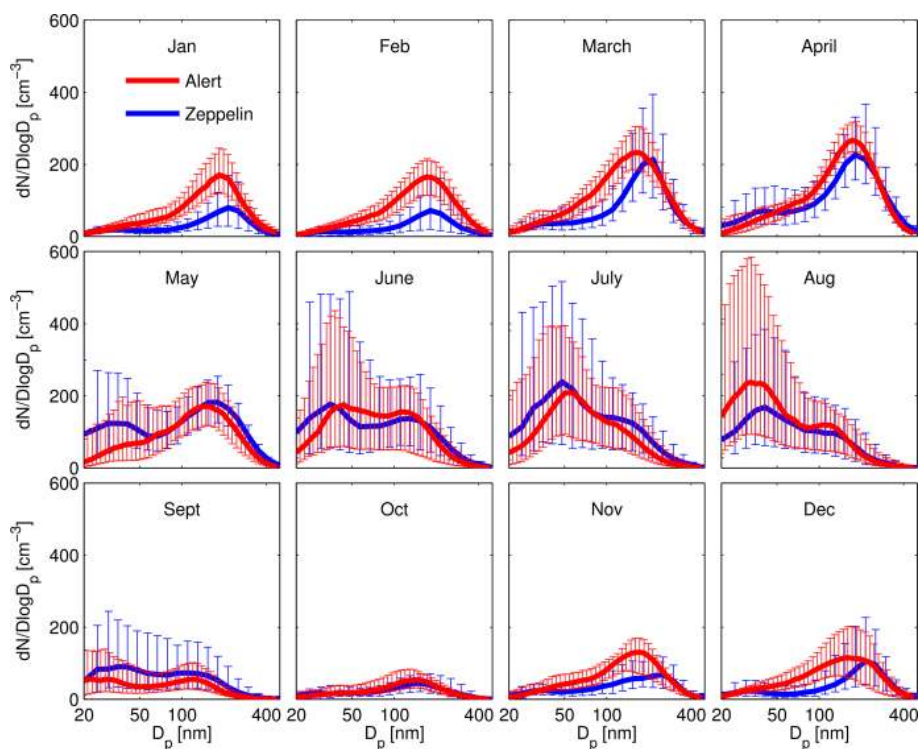 600
Jan
Feb
March
April
Alert
Zeppelin
400
200
0
dN/DlogD_p [cm^-3]
600
May
June
July
Aug
400
200
0
dN/DlogD_p [cm^-3]
600
Sept
Oct
Nov
Dec
400
200
0
dN/DlogD_p [cm^-3]
20 50 100 400 20 50 100 400 20 50 100 400 20 50 100 400
D_p [nm] D_p [nm] D_p [nm] D_p [nm]